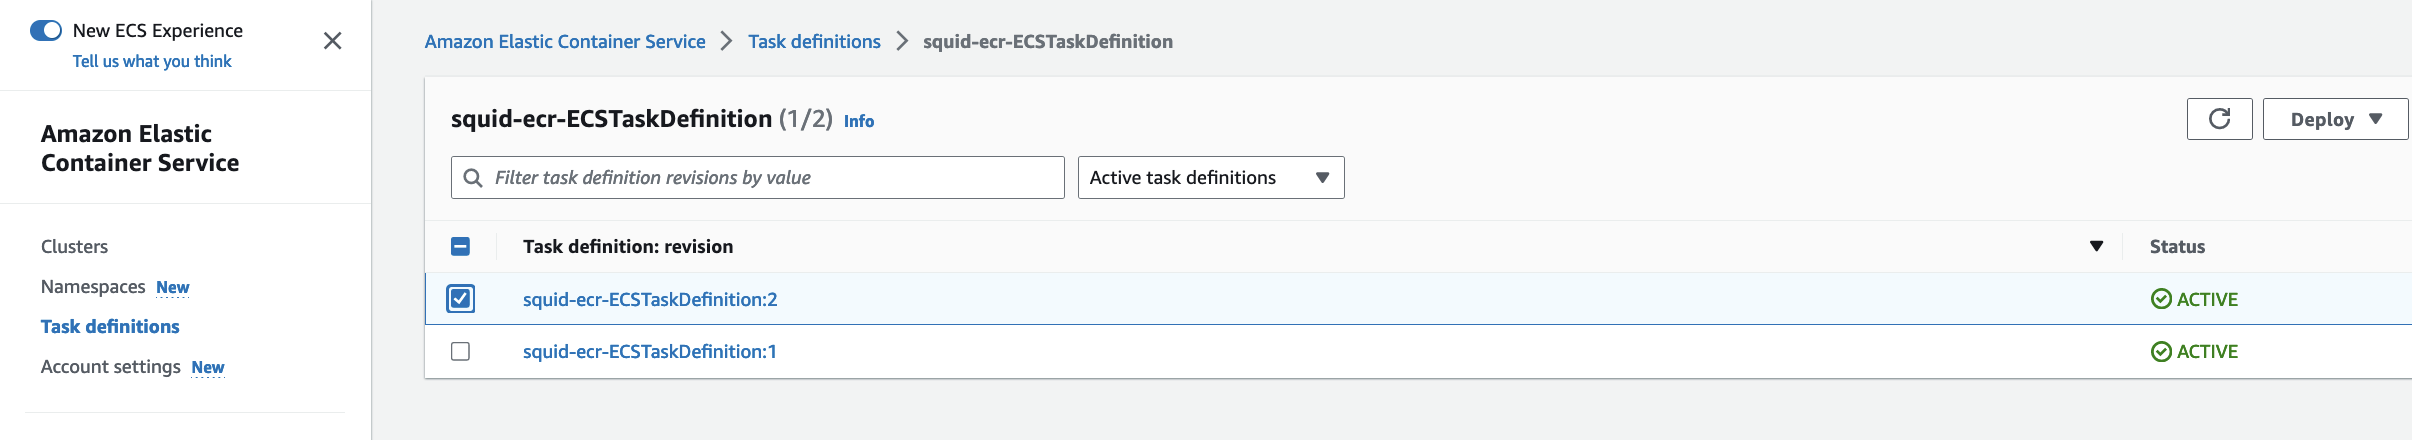 New ECS Experience
Tell us what you think
Amazon Elastic
Container Service
Clusters
Namespaces New
Task definitions
Account settings New
Amazon Elastic Container Service > Task definitions > squid-ecr-ECSTaskDefinition
squid-ecr-ECSTaskDefinition (1/2) Info
Deploy
Filter task definition revisions by value
Active task definitions
Task definition: revision
Status
squid-ecr-ECSTaskDefinition:2
ACTIVE
squid-ecr-ECSTaskDefinition:1
ACTIVE